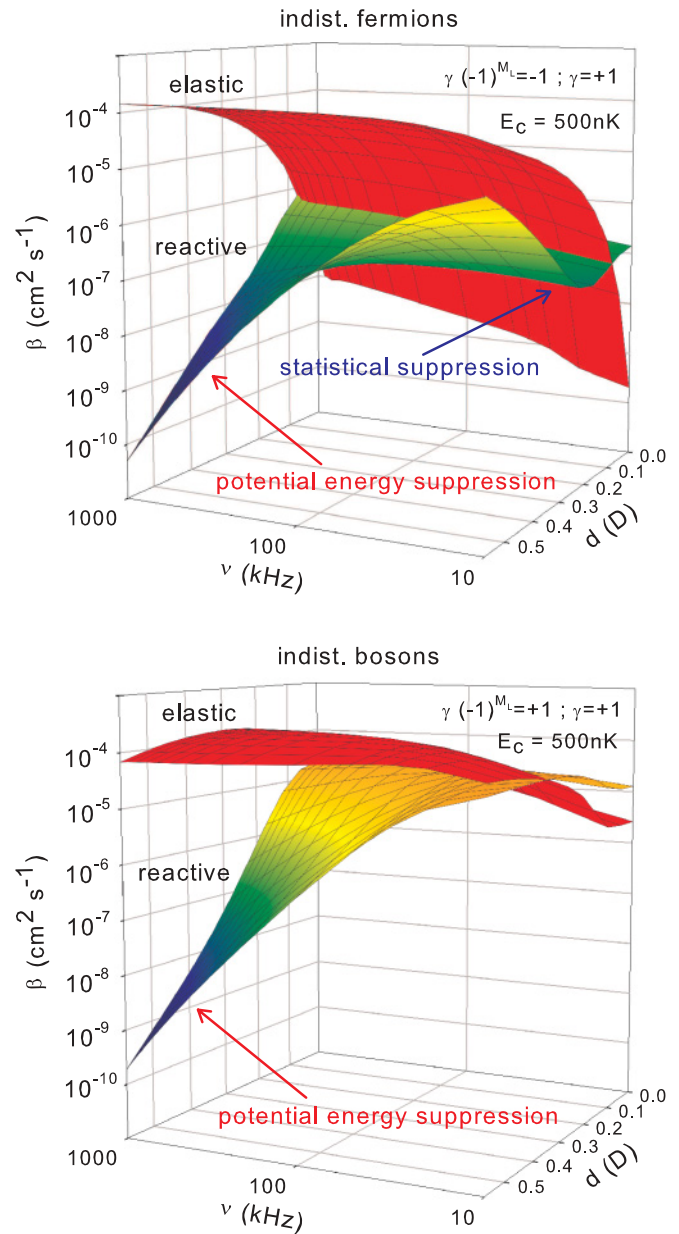 indist. fermions
elastic
γ (-1)^{M_L}=-1 ; γ=+1
E_C = 500nK
10^{-4}
10^{-5}
10^{-6}
reactive
10^{-7}
10^{-8}
10^{-9}
10^{-10}
β (cm² s⁻¹)
statistical suppression
potential energy suppression
1000
100
10
ν (kHz)
0.0
0.1
0.2
0.3
0.4
0.5
d (D)
indist. bosons
elastic
γ (-1)^{M_L}=+1 ; γ=+1
E_C = 500nK
10^{-4}
10^{-5}
10^{-6}
reactive
10^{-7}
10^{-8}
10^{-9}
10^{-10}
β (cm² s⁻¹)
potential energy suppression
1000
100
10
ν (kHz)
0.0
0.1
0.2
0.3
0.4
0.5
d (D)